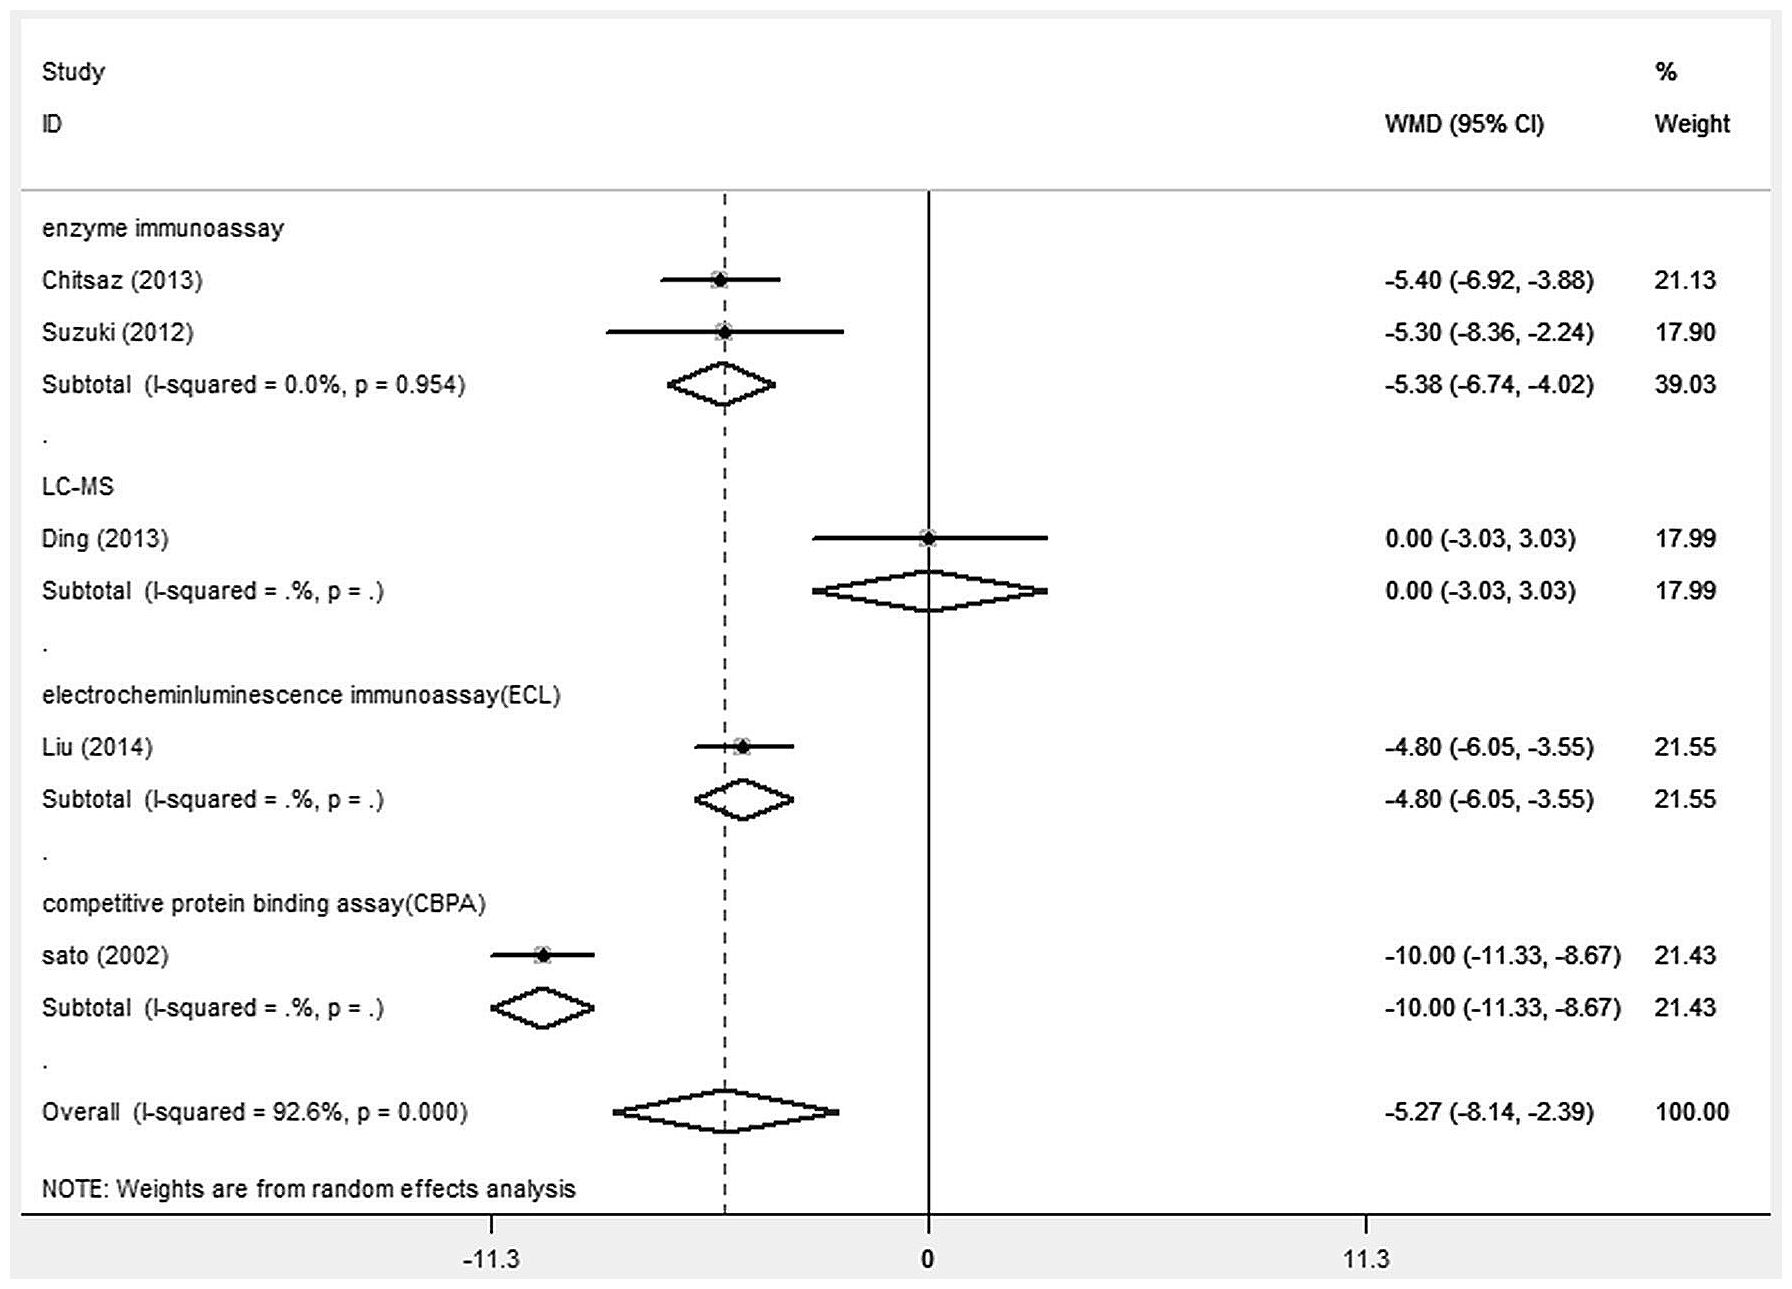 Study %
ID WMD (95% CI) Weight
enzyme immunoassay
Chitsaz (2013) -5.40 (-6.92, -3.88) 21.13
Suzuki (2012) -5.30 (-8.36, -2.24) 17.90
Subtotal (I-squared = 0.0%, p = 0.954) -5.38 (-6.74, -4.02) 39.03
.
LC-MS
Ding (2013) 0.00 (-3.03, 3.03) 17.99
Subtotal (I-squared = .%, p = .) 0.00 (-3.03, 3.03) 17.99
.
electrocheminluminescence immunoassay(ECL)
Liu (2014) -4.80 (-6.05, -3.55) 21.55
Subtotal (I-squared = .%, p = .) -4.80 (-6.05, -3.55) 21.55
.
competitive protein binding assay(CBPA)
sato (2002) -10.00 (-11.33, -8.67) 21.43
Subtotal (I-squared = .%, p = .) -10.00 (-11.33, -8.67) 21.43
.
Overall (I-squared = 92.6%, p = 0.000) -5.27 (-8.14, -2.39) 100.00
NOTE: Weights are from random effects analysis
-11.3 0 11.3